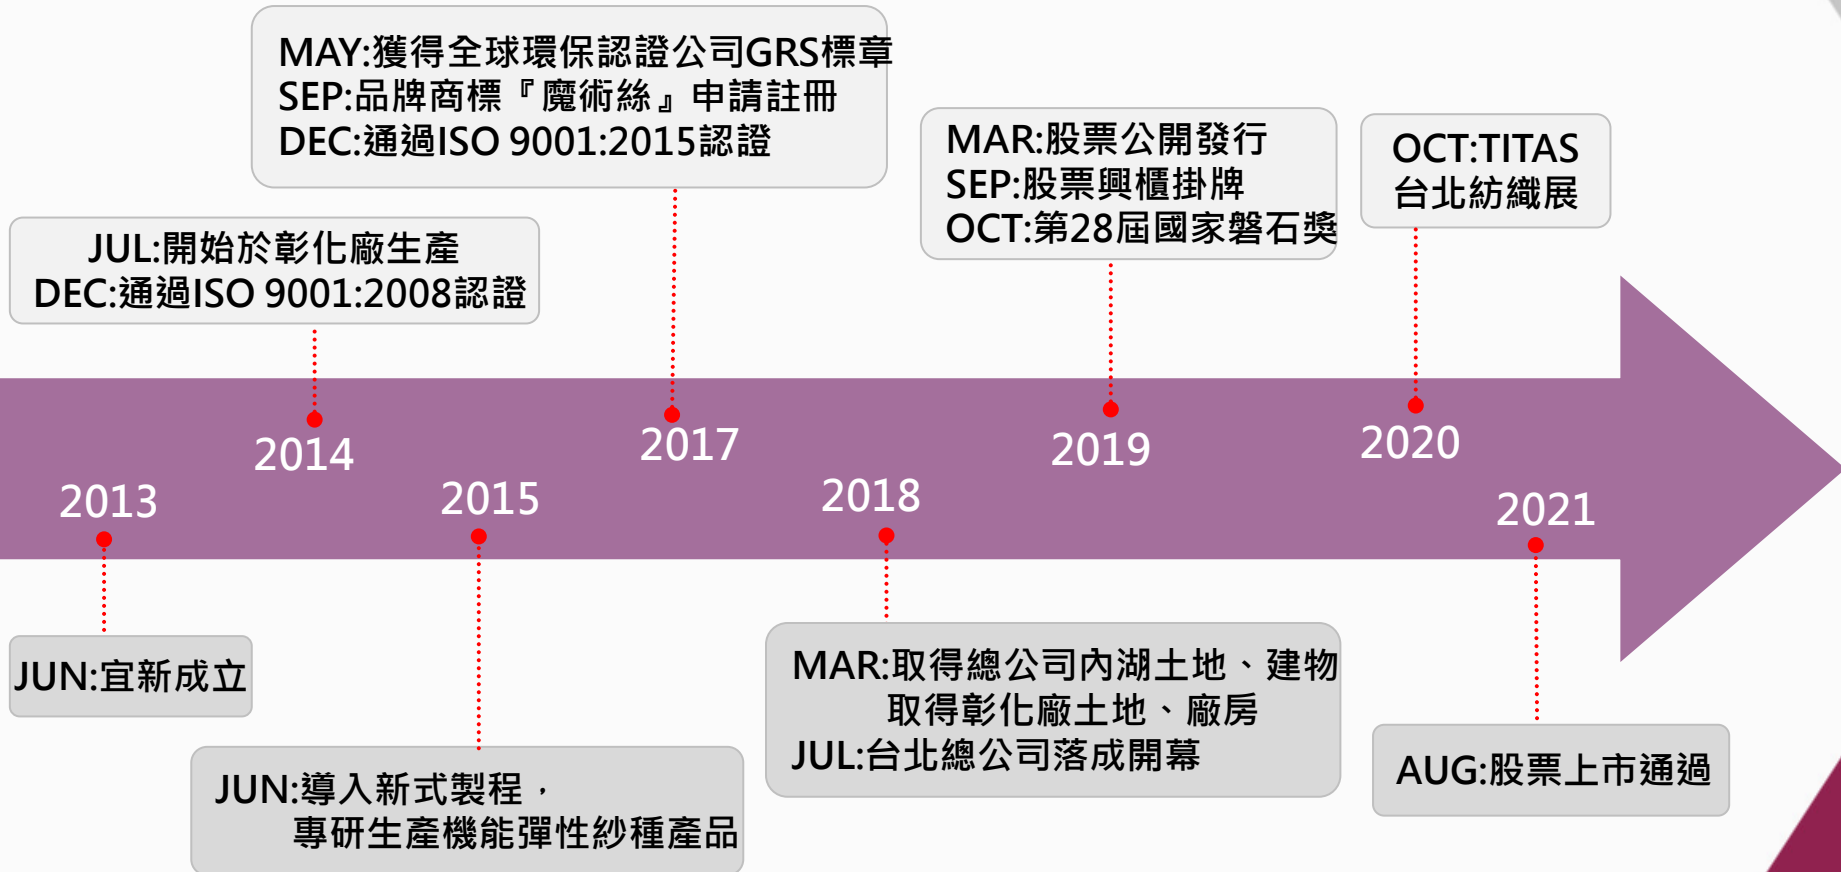 MAY:獲得全球環保認證公司GRS標章
SEP:品牌商標『魔術絲』申請註冊
DEC:通過ISO 9001:2015認證
MAR:股票公開發行
SEP:股票興櫃掛牌
OCT:第28屆國家磐石獎
OCT:TITAS
台北紡織展
JUL:開始於彰化廠生產
DEC:通過ISO 9001:2008認證
2013
2014
2015
2017
2018
2019
2020
2021
JUN:宜新成立
JUN:導入新式製程，
專研生產機能彈性紗種產品
MAR:取得總公司內湖土地、建物
取得彰化廠土地、廠房
JUL:台北總公司落成開幕
AUG:股票上市通過